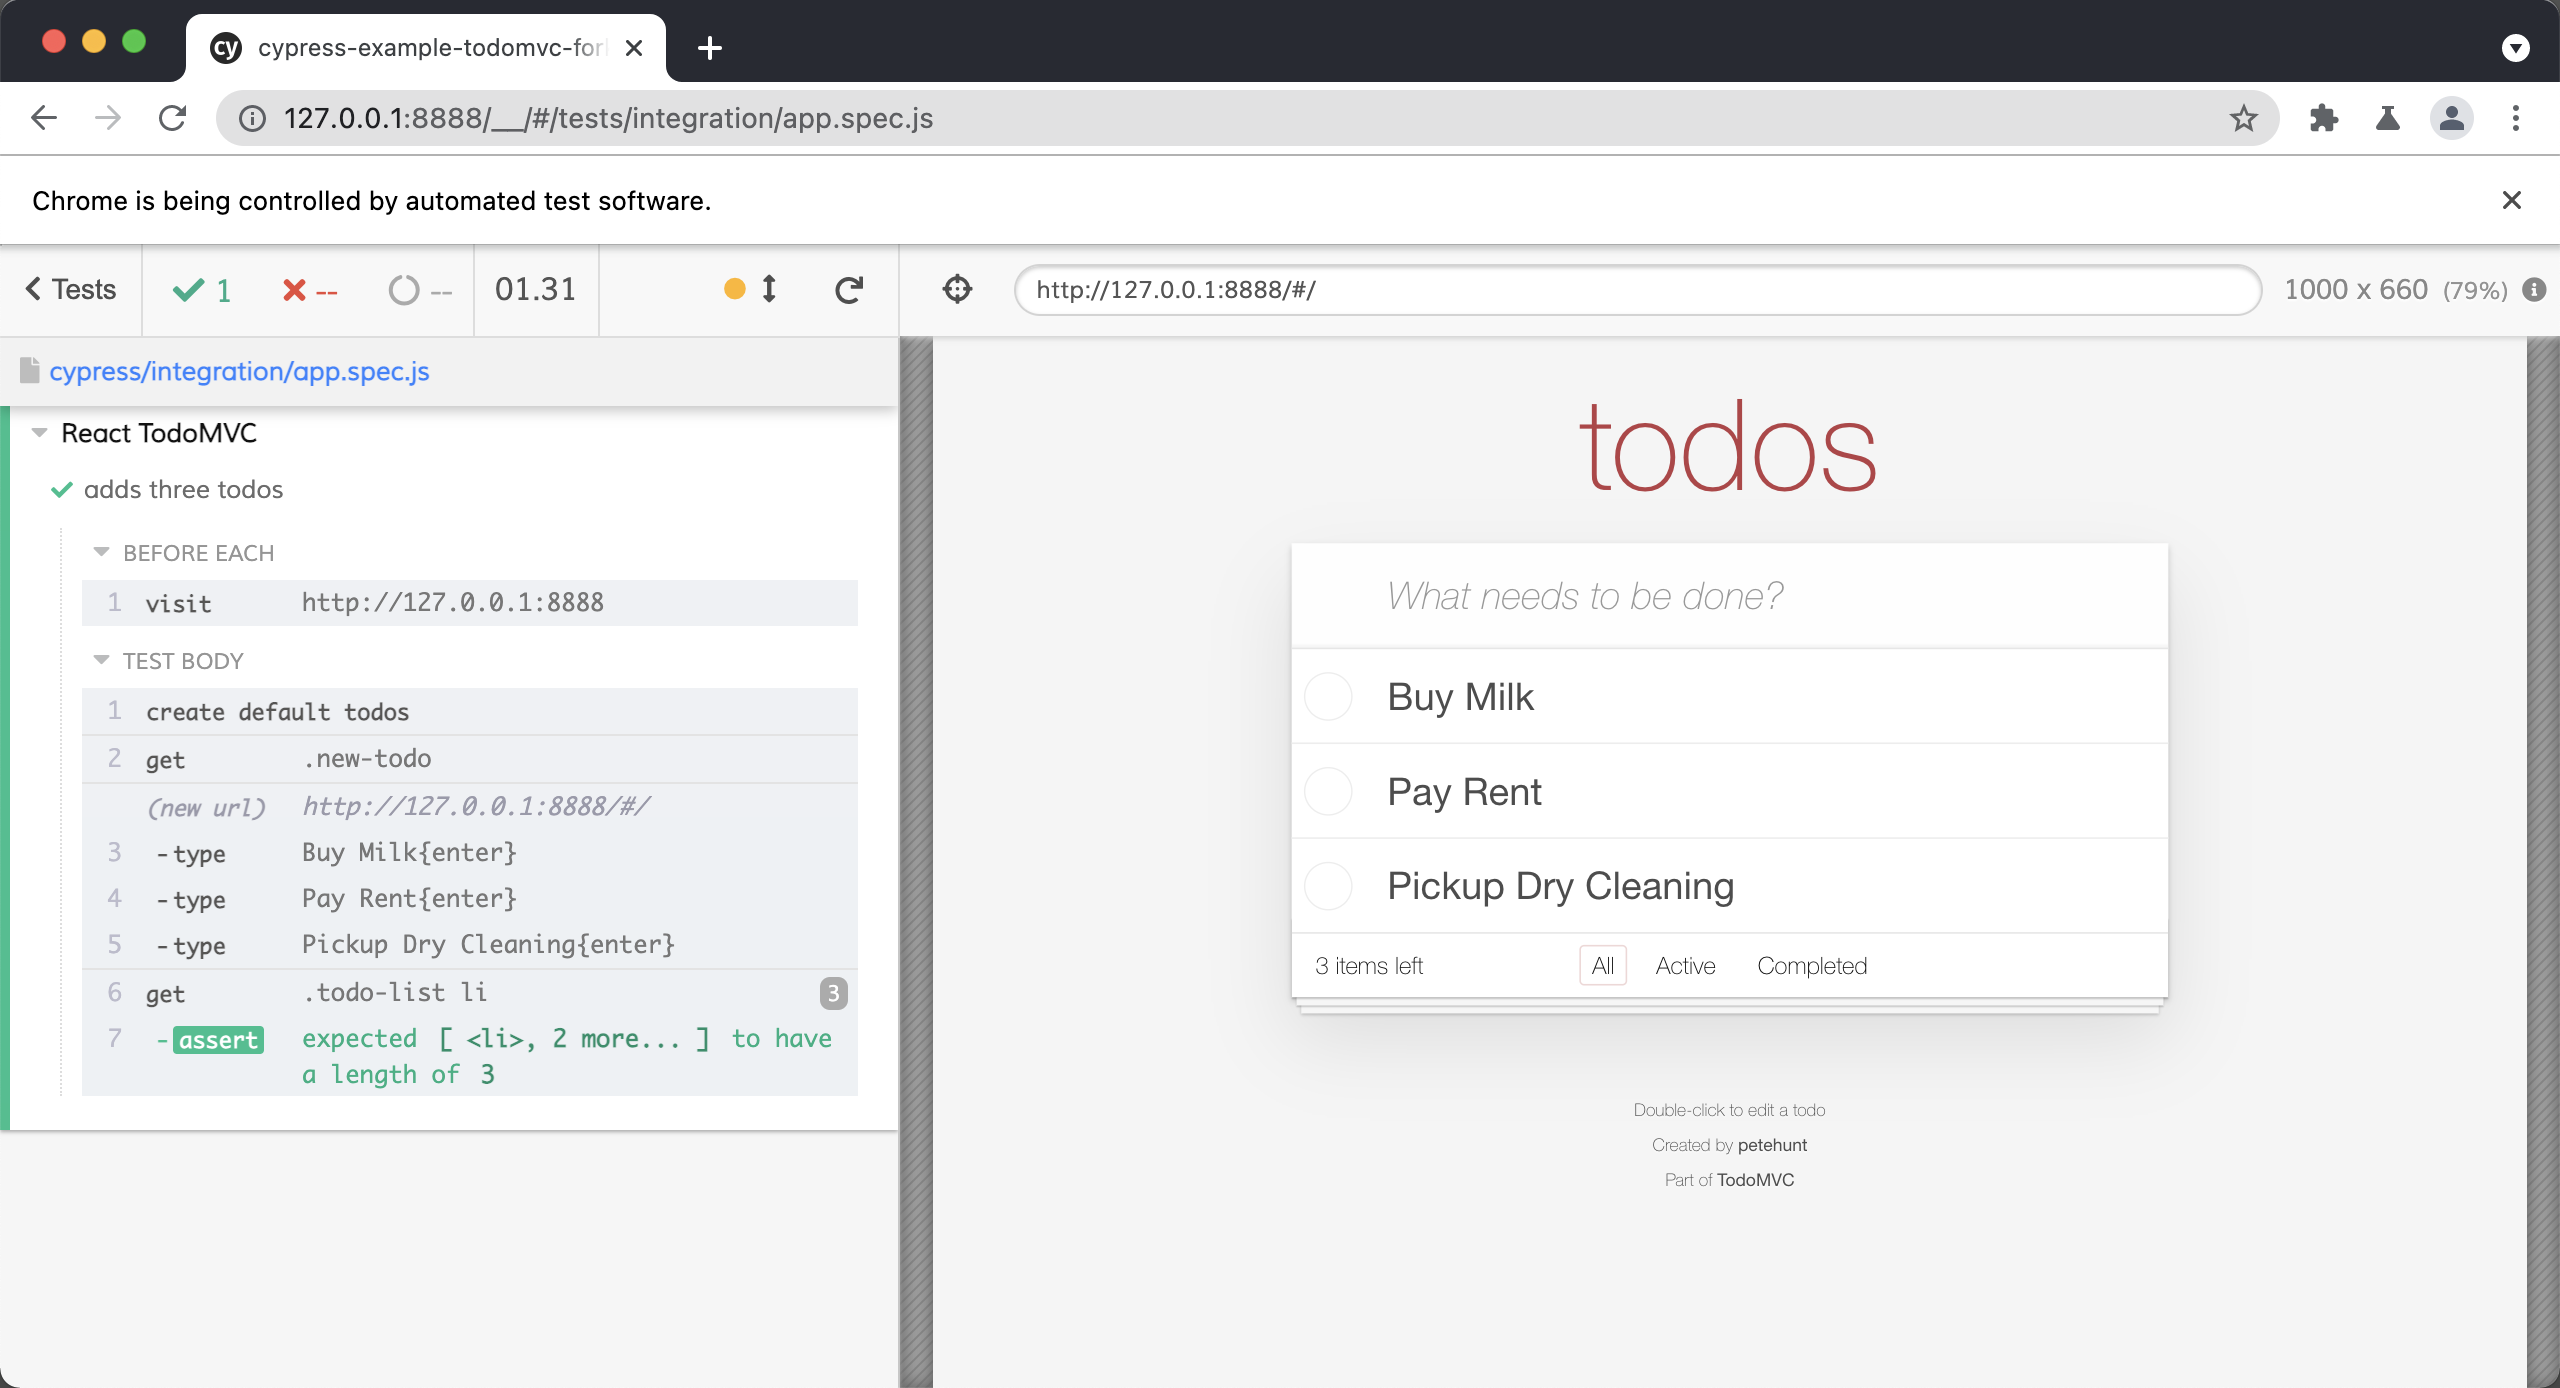 cy cypress-example-todomvc-for
127.0.0.1:8888/__/#/tests/integration/app.spec.js
Chrome is being controlled by automated test software.
Tests 1 -- -- 01.31
http://127.0.0.1:8888/#/ 1000 x 660 (79%)
cypress/integration/app.spec.js
React TodoMVC
adds three todos
BEFORE EACH
1 visit http://127.0.0.1:8888
TEST BODY
1 create default todos
2 get .new-todo
(new url) http://127.0.0.1:8888/#/
3 -type Buy Milk{enter}
4 -type Pay Rent{enter}
5 -type Pickup Dry Cleaning{enter}
6 get .todo-list li 3
7 -assert expected [ <li>, 2 more... ] to have
a length of 3
todos
What needs to be done?
Buy Milk
Pay Rent
Pickup Dry Cleaning
3 items left All Active Completed
Double-click to edit a todo
Created by petehunt
Part of TodoMVC